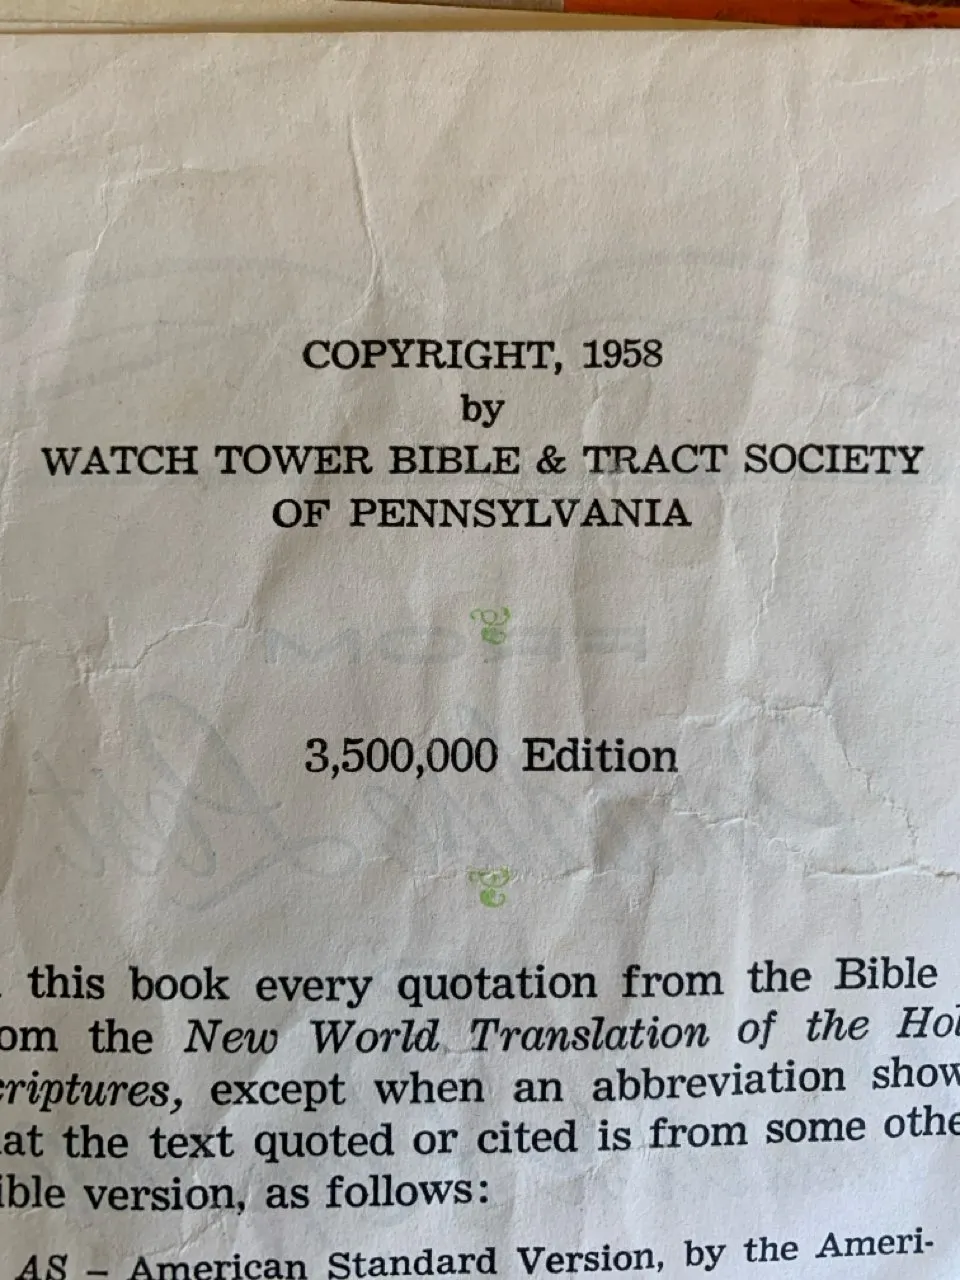 COPYRIGHT, 1958
by
WATCH TOWER BIBLE & TRACT SOCIETY
OF PENNSYLVANIA
3,500,000 Edition
this book every quotation from the Bible
om the New World Translation of the Hol
criptures, except when an abbreviation show
at the text quoted or cited is from some othe
ible version, as follows:
AS – American Standard Version, by the Ameri-